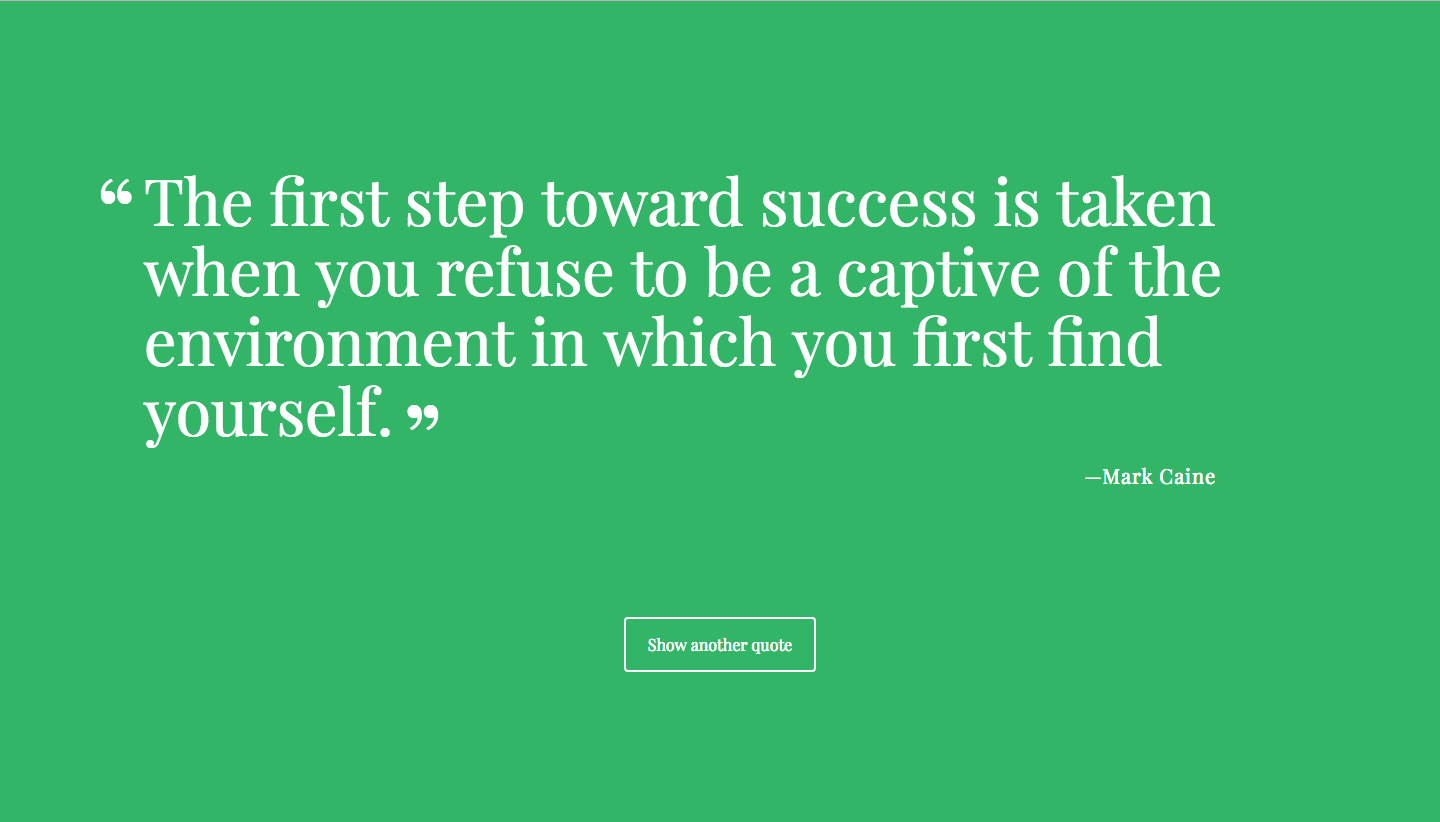 “ The first step toward success is taken
when you refuse to be a captive of the
environment in which you first find
yourself. ”
—Mark Caine
Show another quote